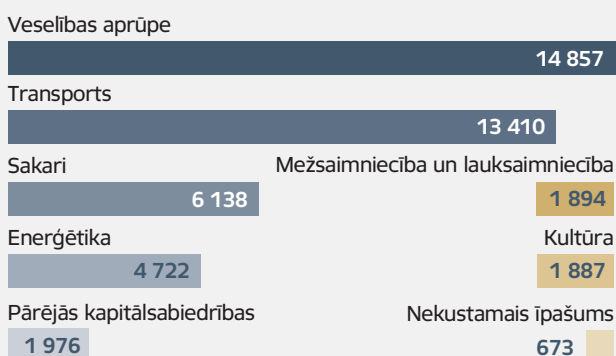 Veselības aprūpe
14 857
Transports
13 410
Sakari
6 138
Mežsaimniecība un lauksaimniecība
1 894
Enerģētika
4 722
Kultūra
1 887
Pārējās kapitālsabiedrības
1 976
Nekustamais īpašums
673